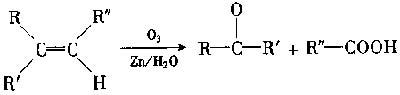 R R″ O
C=C O₃ R—C—R′ + R″—COOH
R′ H Zn/H₂O